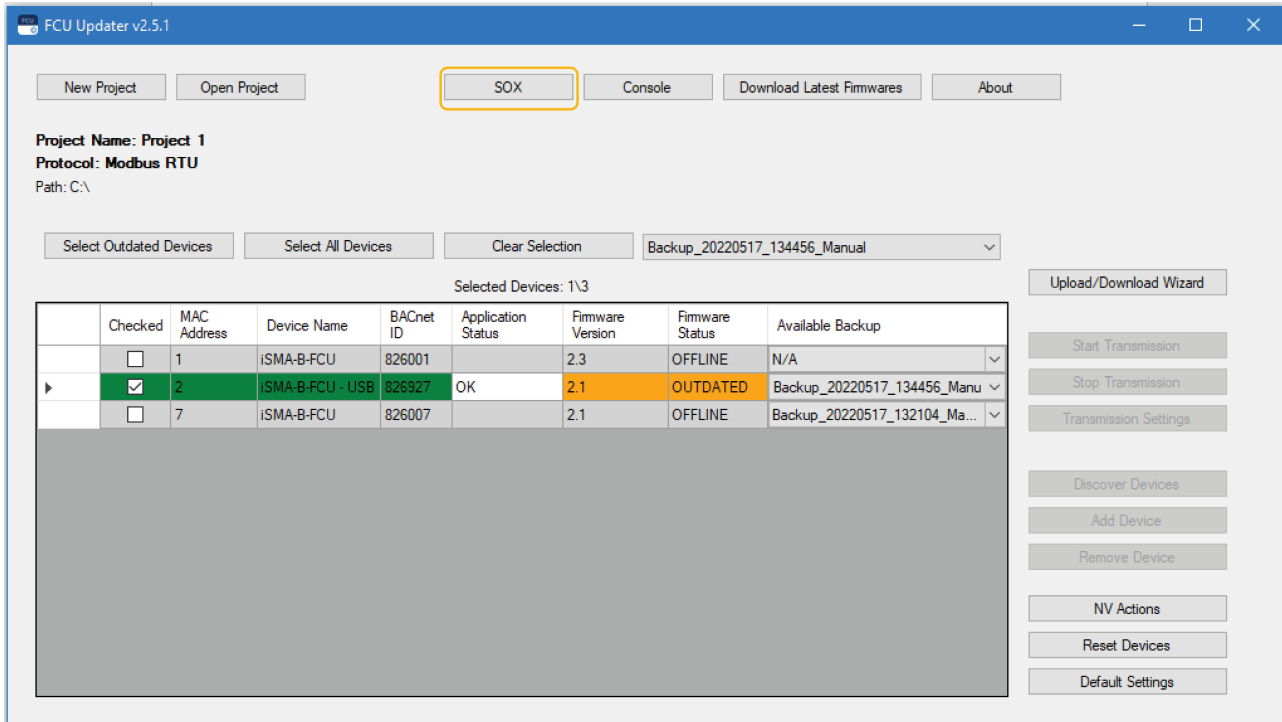 FCU Updater v2.5.1
New Project Open Project SOX Console Download Latest Firmwares About
Project Name: Project 1
Protocol: Modbus RTU
Path: C:\
Select Outdated Devices Select All Devices Clear Selection Backup_20220517_134456_Manual
Selected Devices: 1\3
Upload/Download Wizard
Checked MAC Address Device Name BACnet ID Application Status Firmware Version Firmware Status Available Backup
1 iSMA-B-FCU 826001 2.3 OFFLINE N/A
2 iSMA-B-FCU - USB 826927 OK 2.1 OUTDATED Backup_20220517_134456_Manu
7 iSMA-B-FCU 826007 2.1 OFFLINE Backup_20220517_132104_Ma...
Start Transmission
Stop Transmission
Transmission Settings
Discover Devices
Add Device
Remove Device
NV Actions
Reset Devices
Default Settings